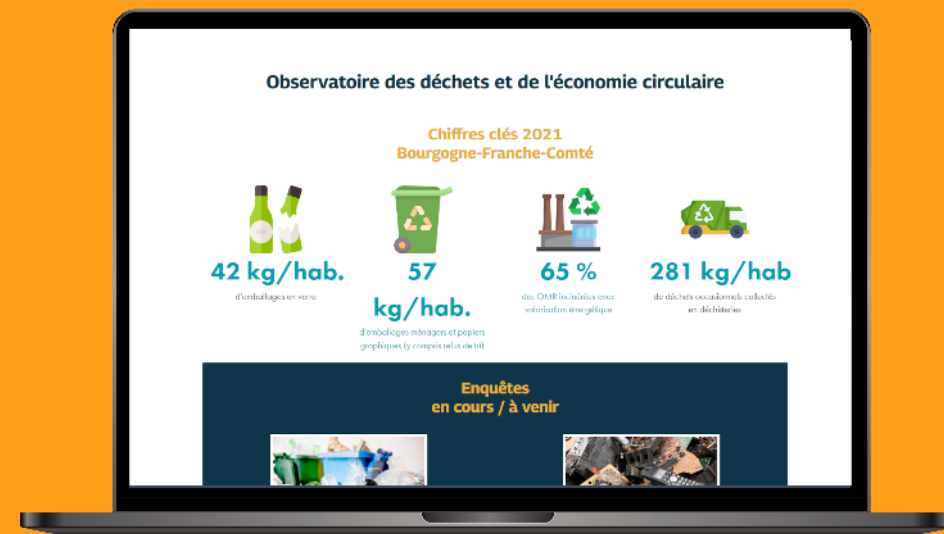 Observatoire des déchets et de l'économie circulaire
Chiffres clés 2021
Bourgogne-Franche-Comté
42 kg/hab.
d'emballages en verre
57
kg/hab.
d'emballages ménagers et papiers
graphiques (y compris refus de tri)
65 %
des OMR incinérées avec
valorisation énergétique
281 kg/hab
de déchets occasionnels collectés
en déchèteries
Enquêtes
en cours / à venir